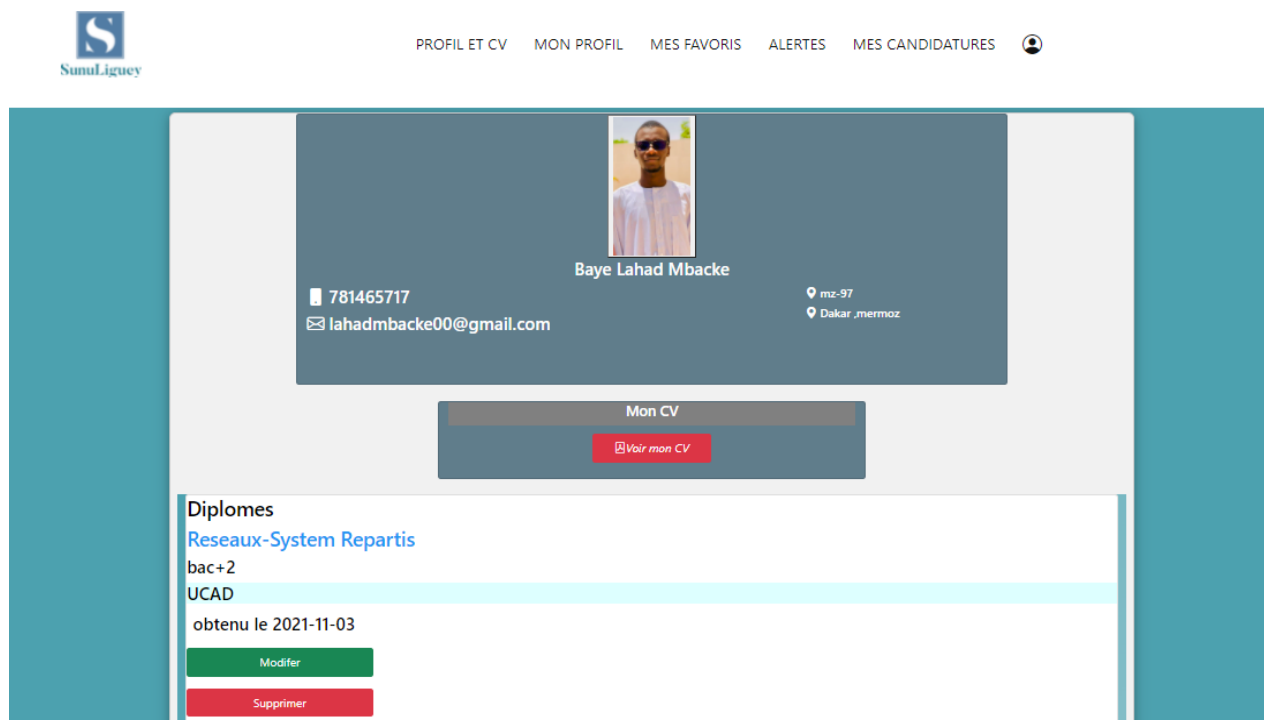 S
SunuLiguey
PROFIL ET CV MON PROFIL MES FAVORIS ALERTES MES CANDIDATURES
Baye Lahad Mbacke
781465717
lahadmbacke00@gmail.com
mz-97
Dakar ,mermoz
Mon CV
Voir mon CV
Diplomes
Reseaux-System Repartis
bac+2
UCAD
obtenu le 2021-11-03
Modifer
Supprimer